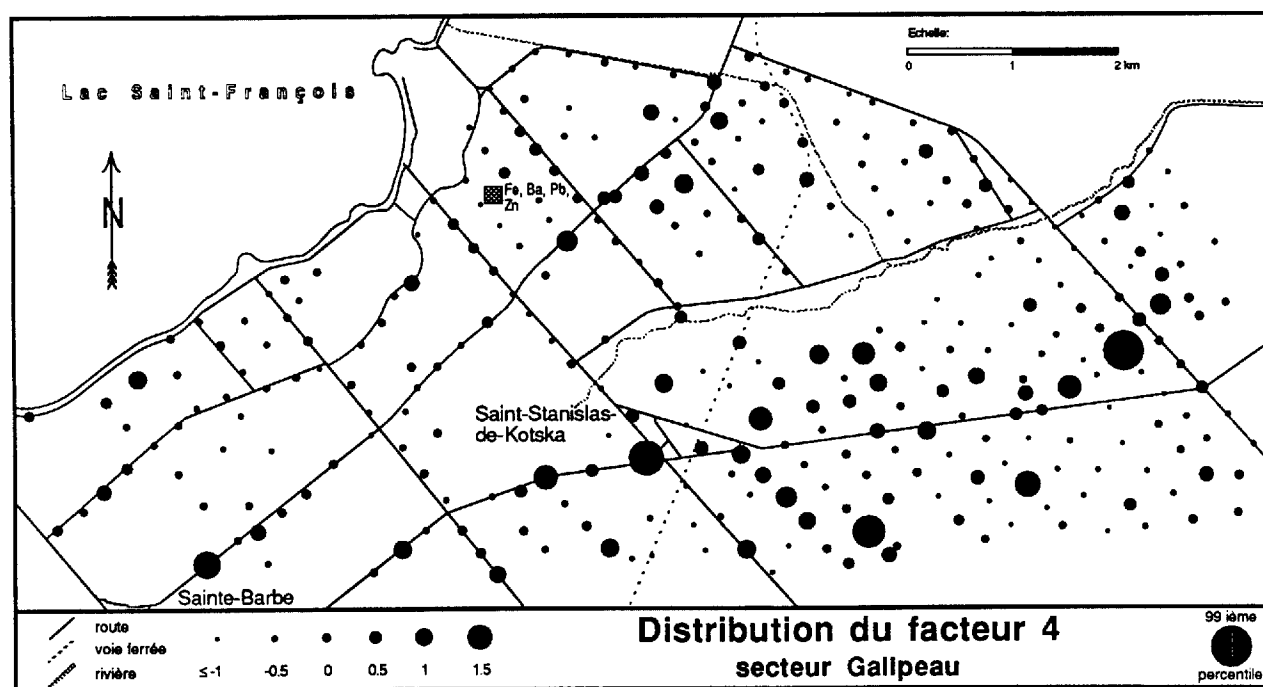 Echelle:
0 1 2 km
Lac Saint-François
N
Fe, Ba, Pb,
Zn
Saint-Stanislas-
de-Kotska
Sainte-Barbe
route
voie ferrée
rivière
≤-1 -0.5 0 0.5 1 1.5
Distribution du facteur 4
secteur Galipeau
99 ième
percentile